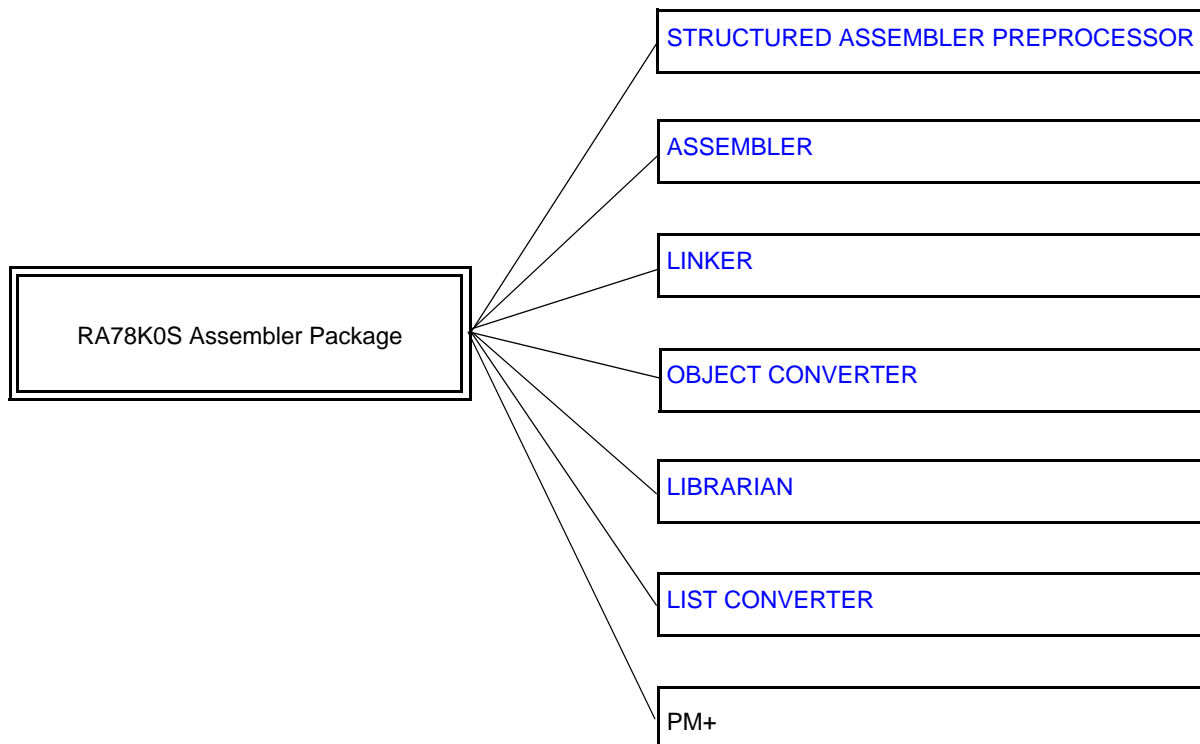 STRUCTURED ASSEMBLER PREPROCESSOR
ASSEMBLER
LINKER
RA78K0S Assembler Package
OBJECT CONVERTER
LIBRARIAN
LIST CONVERTER
PM+